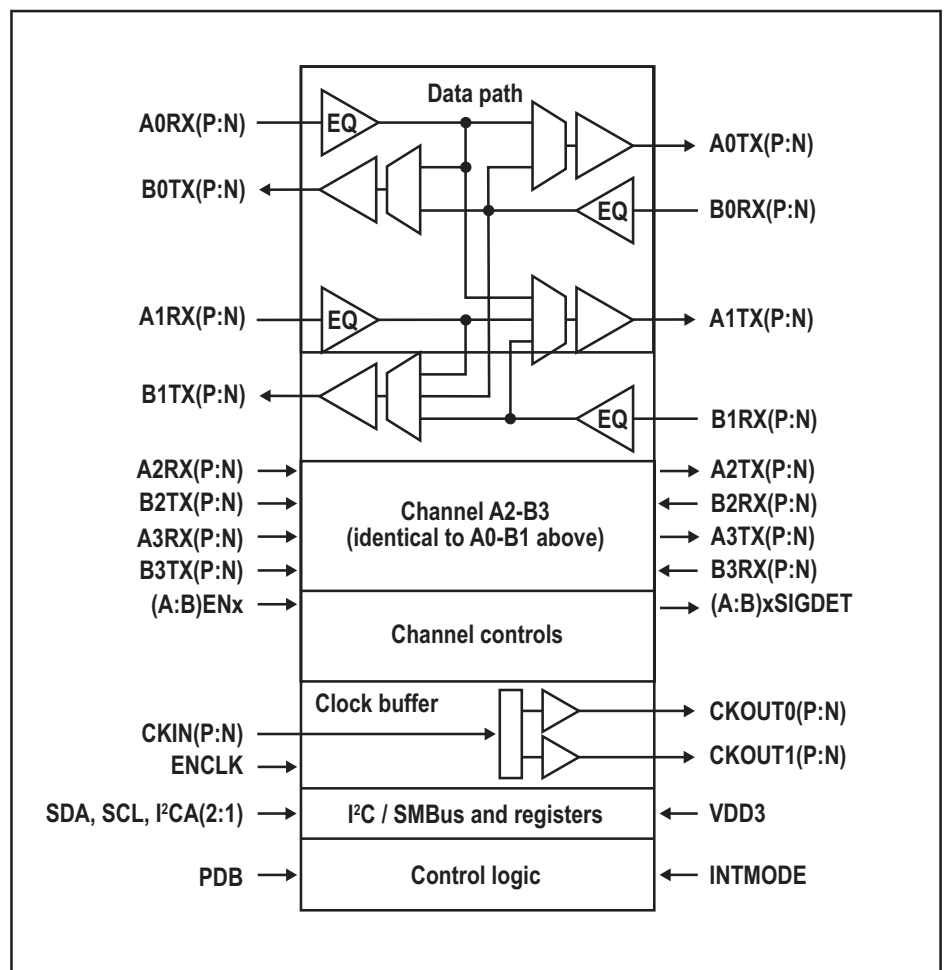 Data path
A0RX(P:N)
EQ
A0TX(P:N)
B0TX(P:N)
EQ
B0RX(P:N)
A1RX(P:N)
EQ
A1TX(P:N)
B1TX(P:N)
EQ
B1RX(P:N)
A2RX(P:N)
A2TX(P:N)
B2TX(P:N)
Channel A2-B3
(identical to A0-B1 above)
B2RX(P:N)
A3RX(P:N)
A3TX(P:N)
B3TX(P:N)
B3RX(P:N)
(A:B)ENx
(A:B)xSIGDET
Channel controls
Clock buffer
CKOUT0(P:N)
CKIN(P:N)
CKOUT1(P:N)
ENCLK
SDA, SCL, I²CA(2:1)
I²C / SMBus and registers
VDD3
PDB
Control logic
INTMODE